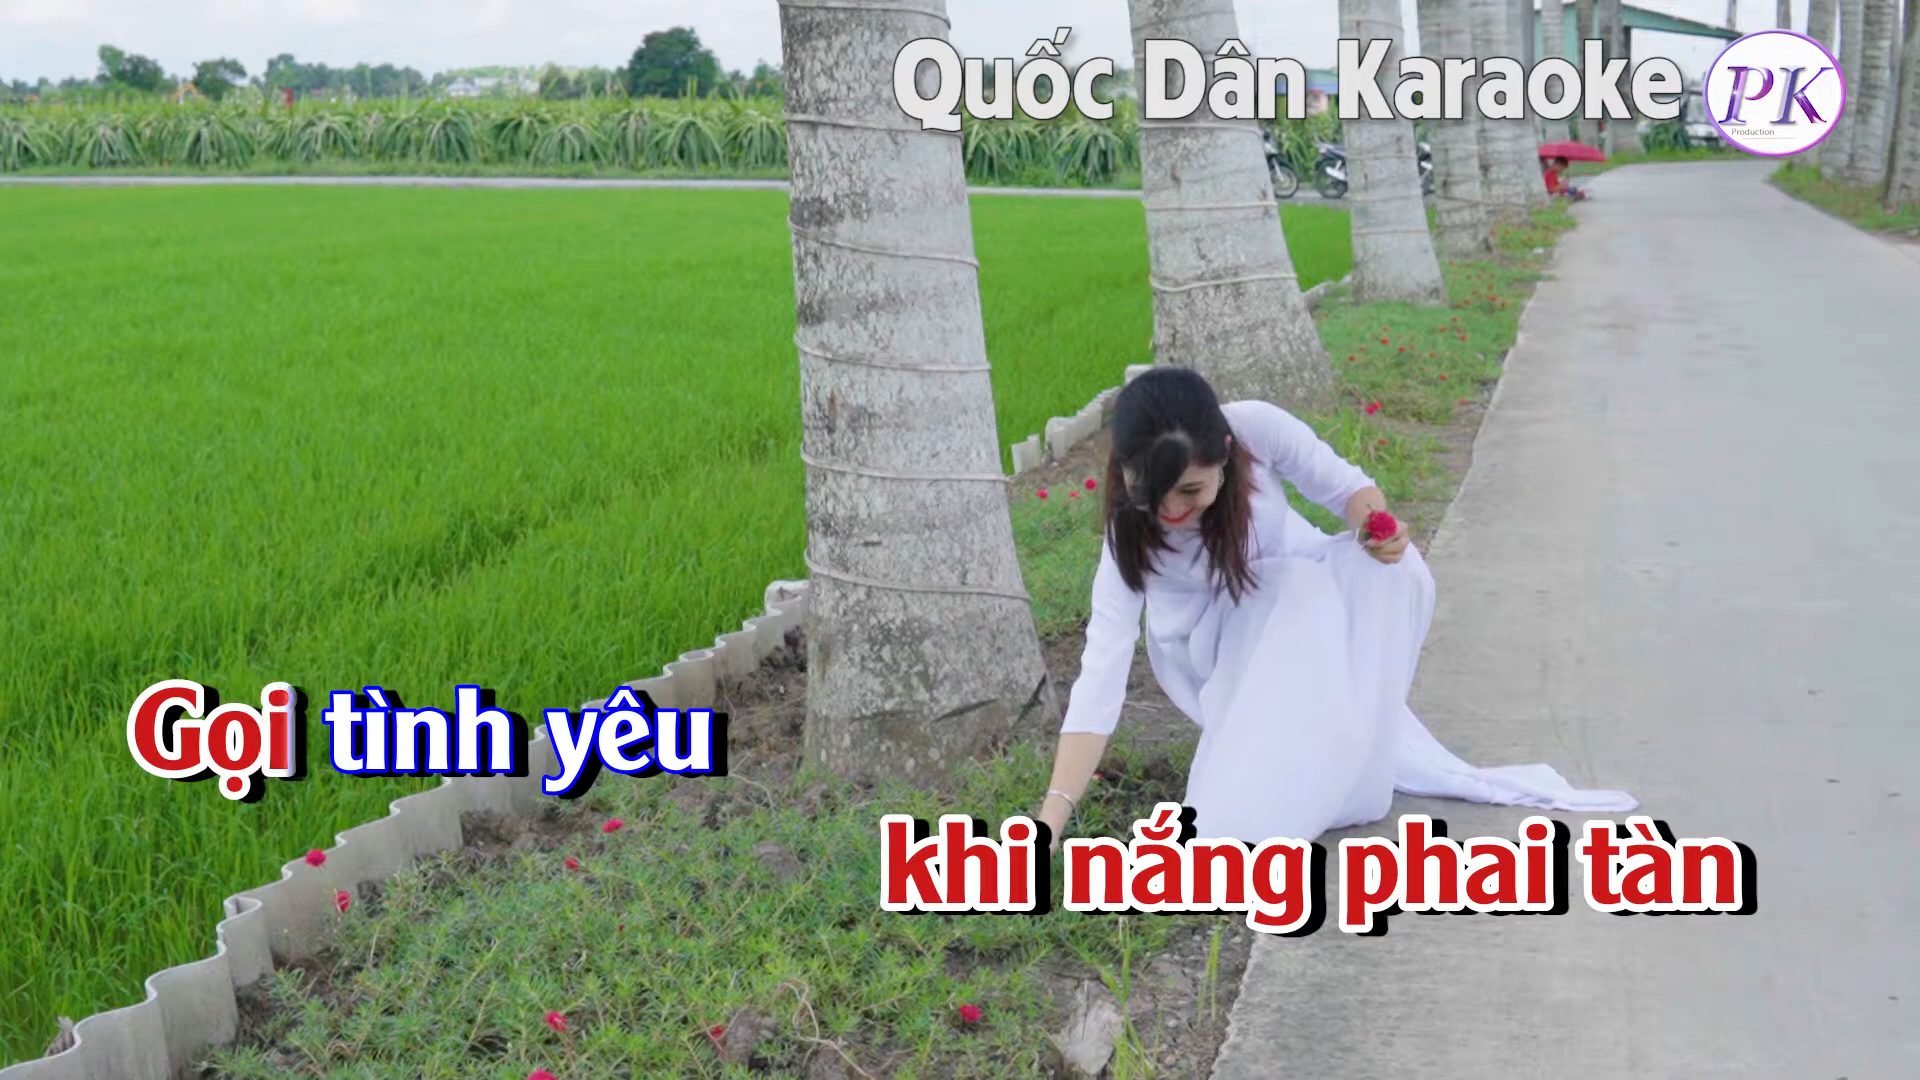 Quốc Dân Karaoke
PK
Production
Gọi tình yêu
khi nắng phai tàn